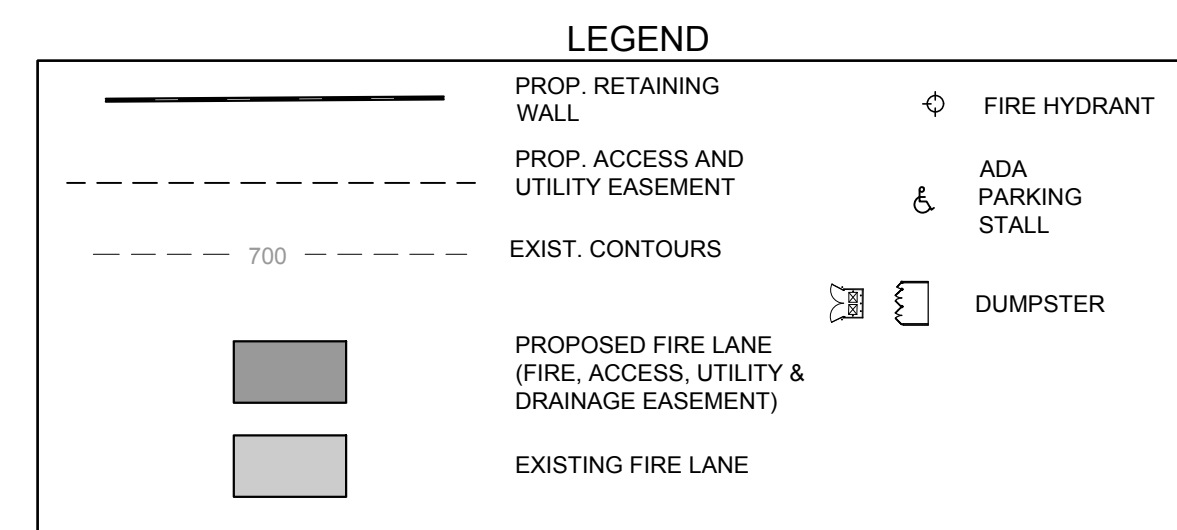 LEGEND
PROP. RETAINING
WALL
PROP. ACCESS AND
UTILITY EASEMENT
700
EXIST. CONTOURS
PROPOSED FIRE LANE
(FIRE, ACCESS, UTILITY &
DRAINAGE EASEMENT)
EXISTING FIRE LANE
FIRE HYDRANT
ADA
PARKING
STALL
DUMPSTER